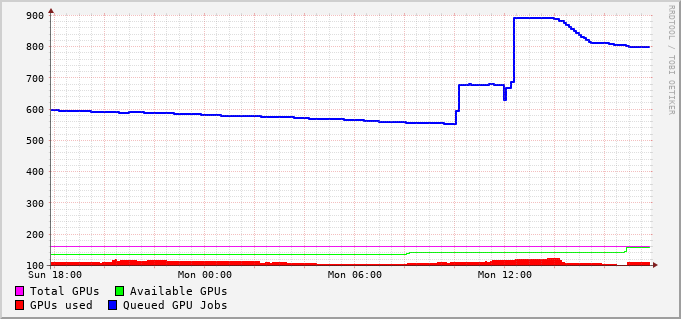 900
800
700
600
500
400
300
200
100
Sun 18:00 Mon 00:00 Mon 06:00 Mon 12:00
Total GPUs Available GPUs
GPUs used Queued GPU Jobs
RRDTOOL / TOBI OETIKER